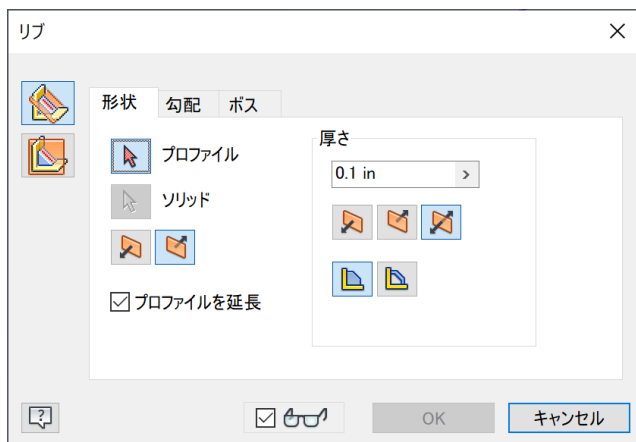 リブ
形状 勾配 ボス
プロファイル
ソリッド
プロファイルを延長
厚さ
0.1 in
OK
キャンセル